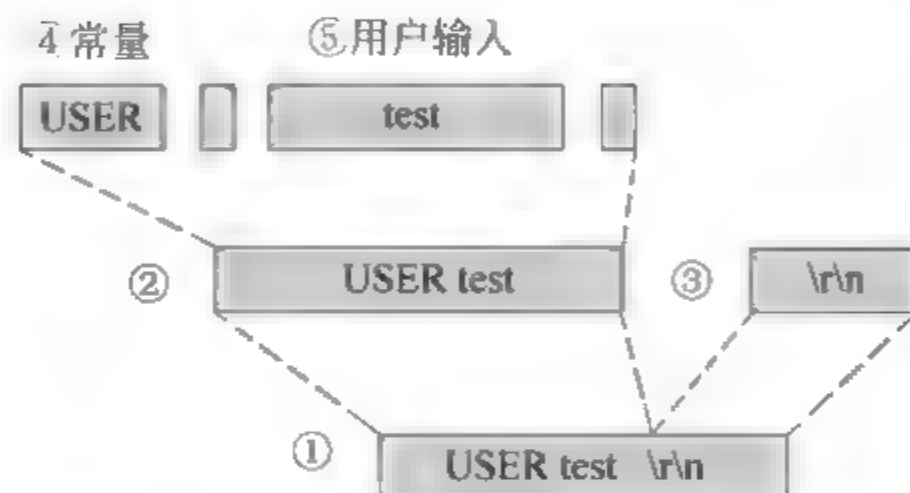 ④常量 ⑤用户输入
USER test
② USER test ③ \r\n
① USER test \r\n